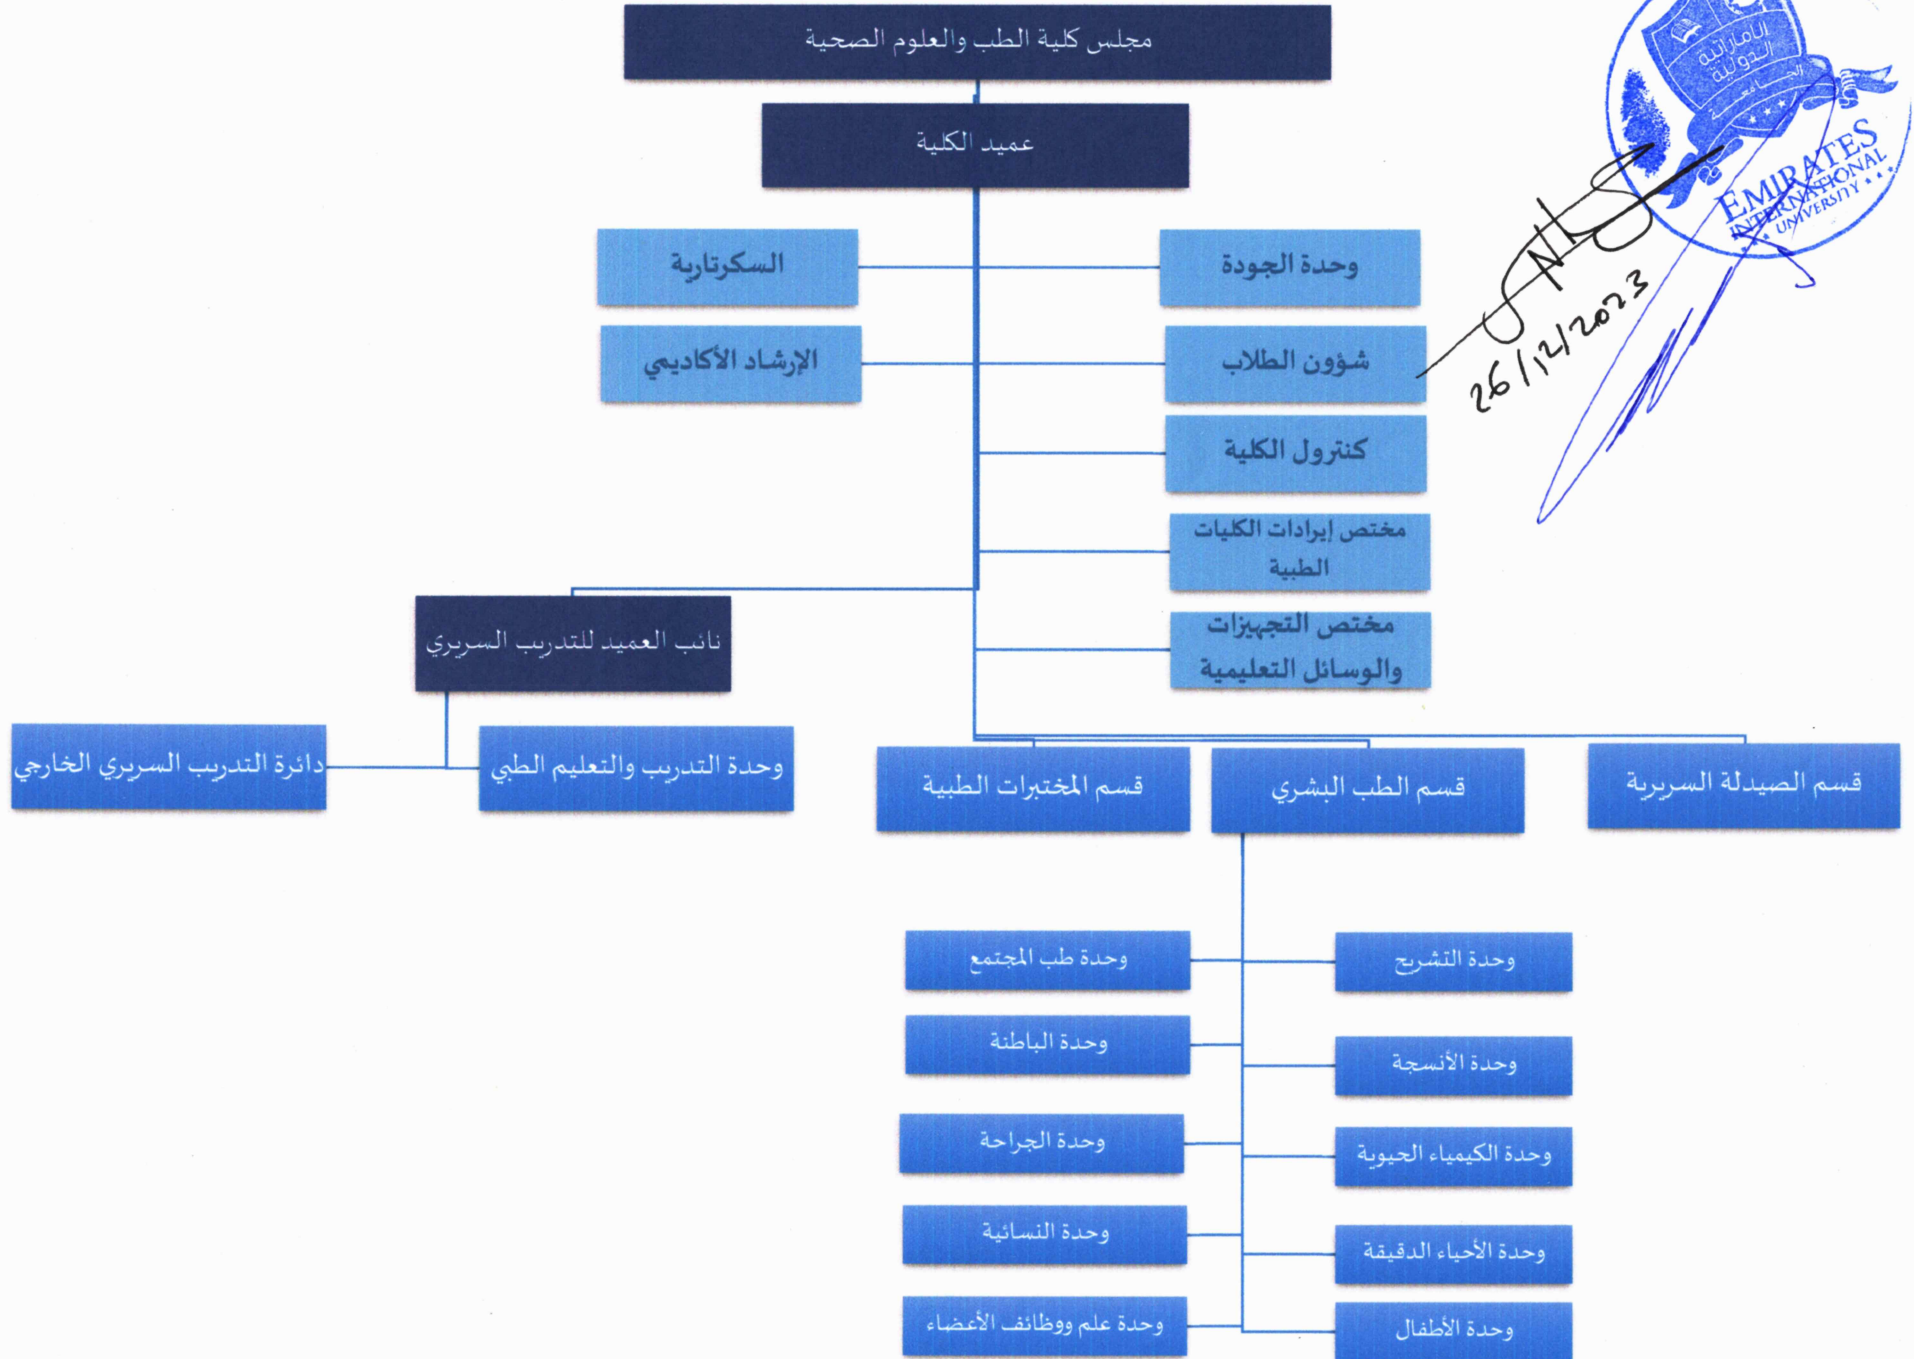 مجلس كلية الطب والعلوم الصحية
عميد الكلية
وحدة الجودة
السكرتارية
شؤون الطلاب
الإرشاد الأكاديمي
كنترول الكلية
مختص إيرادات الكليات
الطبية
مختص التجهيزات
والوسائل التعليمية
نائب العميد للتدريب السريري
وحدة التدريب والتعليم الطبي
دائرة التدريب السريري الخارجي
قسم الصيدلة السريرية
قسم الطب البشري
قسم المختبرات الطبية
وحدة التشريح
وحدة طب المجتمع
وحدة الأنسجة
وحدة الباطنة
وحدة الكيمياء الحيوية
وحدة الجراحة
وحدة الأحياء الدقيقة
وحدة النسائية
وحدة الأطفال
وحدة علم ووظائف الأعضاء
الإماراتية
الدولية
EMIRATES
INTERNATIONAL
UNIVERSITY
26/12/2023